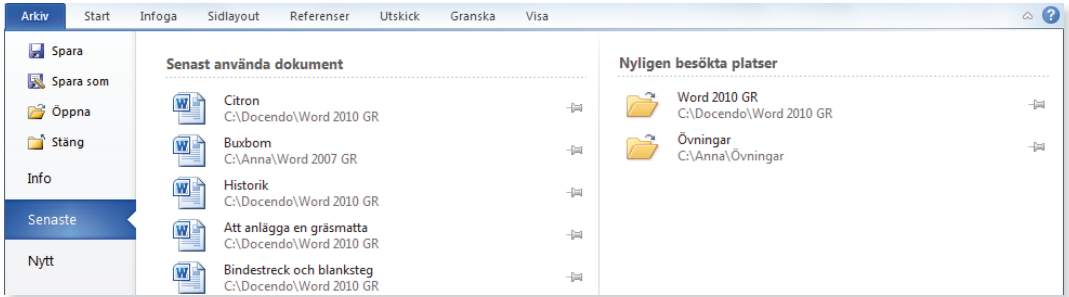 Arkiv Start Infoga Sidlayout Referenser Utskick Granska Visa
Spara
Spara som
Öppna
Stäng
Info
Senaste
Nytt
Senast använda dokument
Citron
C:\Docendo\Word 2010 GR
Buxbom
C:\Anna\Word 2007 GR
Historik
C:\Docendo\Word 2010 GR
Att anlägga en gräsmatta
C:\Docendo\Word 2010 GR
Bindestreck och blanksteg
C:\Docendo\Word 2010 GR
Nyligen besökta platser
Word 2010 GR
C:\Docendo\Word 2010 GR
Övningar
C:\Anna\Övningar